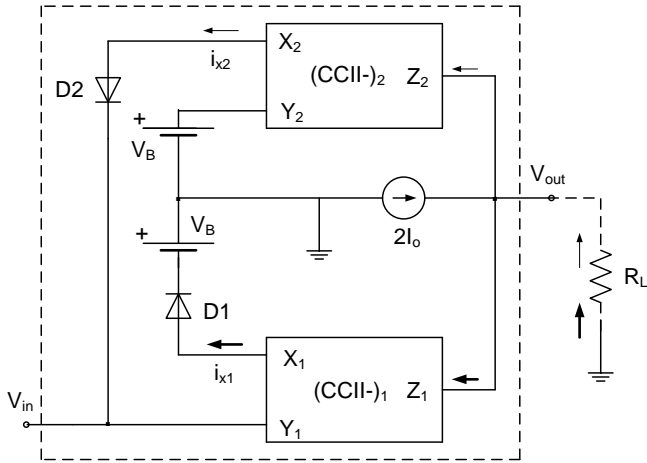 X2
ix2
(CCII-)2
Z2
D2
Y2
+
VB
Vout
VB
+
2Io
RL
D1
X1
ix1
(CCII-)1
Z1
Vin
Y1